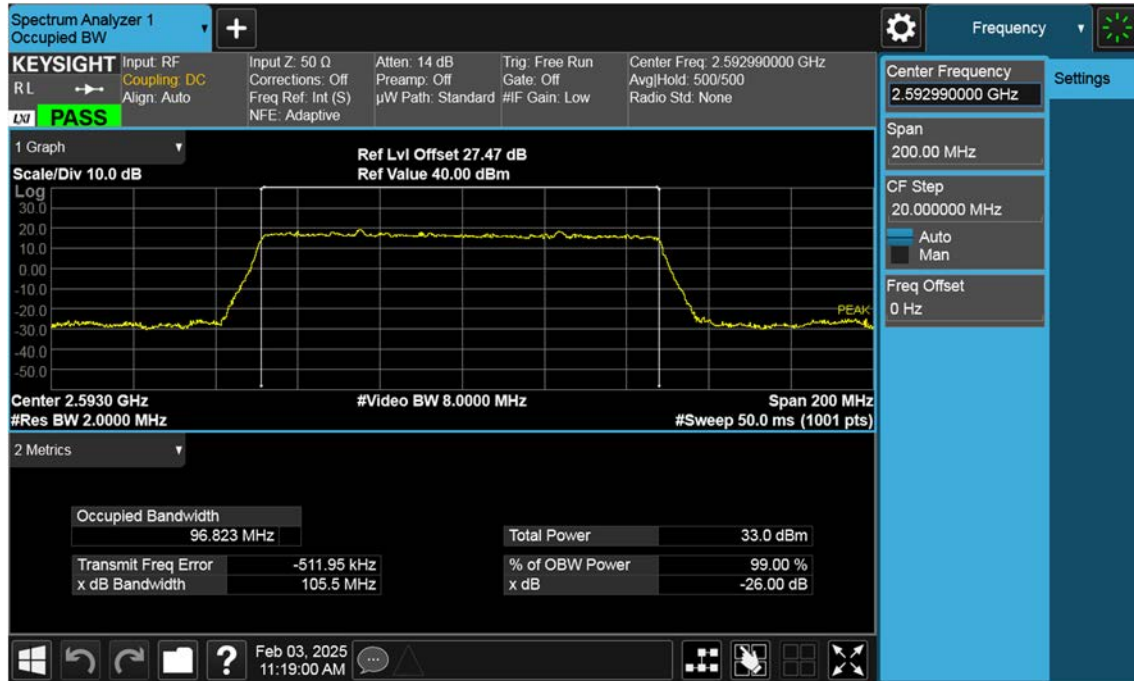 Spectrum Analyzer 1
Occupied BW
+
Frequency
KEYSIGHT
R L
LXI
PASS
Input: RF
Coupling: DC
Align: Auto
Input Z: 50 Ω
Corrections: Off
Freq Ref: Int (S)
NFE: Adaptive
Atten: 14 dB
Preamp: Off
µW Path: Standard
Trig: Free Run
Gate: Off
#IF Gain: Low
Center Freq: 2.592990000 GHz
Avg|Hold: 500/500
Radio Std: None
Center Frequency
2.592990000 GHz
Settings
Span
200.00 MHz
CF Step
20.000000 MHz
Auto
Man
Freq Offset
0 Hz
1 Graph
Scale/Div 10.0 dB
Ref Lvl Offset 27.47 dB
Ref Value 40.00 dBm
Log
30.0
20.0
10.0
0.00
-10.0
-20.0
-30.0
-40.0
-50.0
PEAK
Center 2.5930 GHz
#Video BW 8.0000 MHz
Span 200 MHz
#Res BW 2.0000 MHz
#Sweep 50.0 ms (1001 pts)
2 Metrics
Occupied Bandwidth
96.823 MHz
Total Power 33.0 dBm
Transmit Freq Error -511.95 kHz
% of OBW Power 99.00 %
x dB Bandwidth 105.5 MHz
x dB -26.00 dB
?
Feb 03, 2025
11:19:00 AM